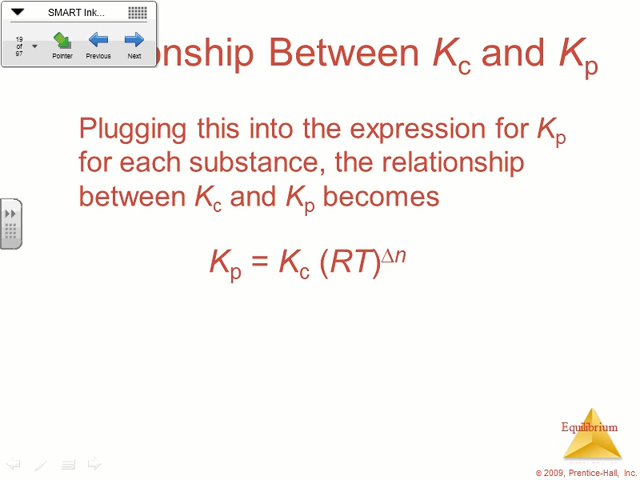 SMART Ink...
19
of
97
Pointer
Previous
Next
onship Between Kc and Kp
Plugging this into the expression for Kp
for each substance, the relationship
between Kc and Kp becomes
Kp = Kc (RT)Δn
Equilibrium
© 2009, Prentice-Hall, Inc.